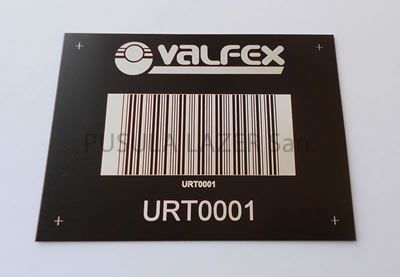 VALFEX
PUSULA LAZER San.
URT0001
URT0001